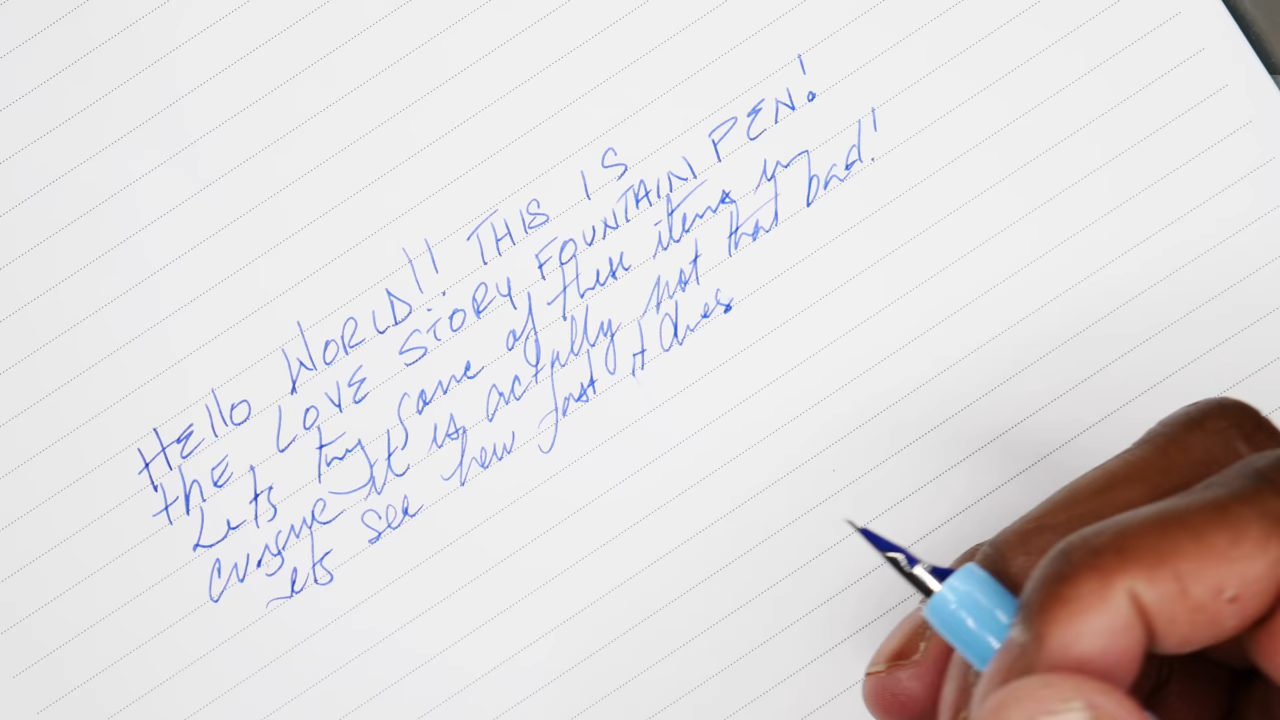 HEllo WORLD!! THIS IS
thE LOVE STORY FOUNTAIN PEN!
Lets try some of these items in
cursive it is actully not that bad!
Lets see how fast it dries